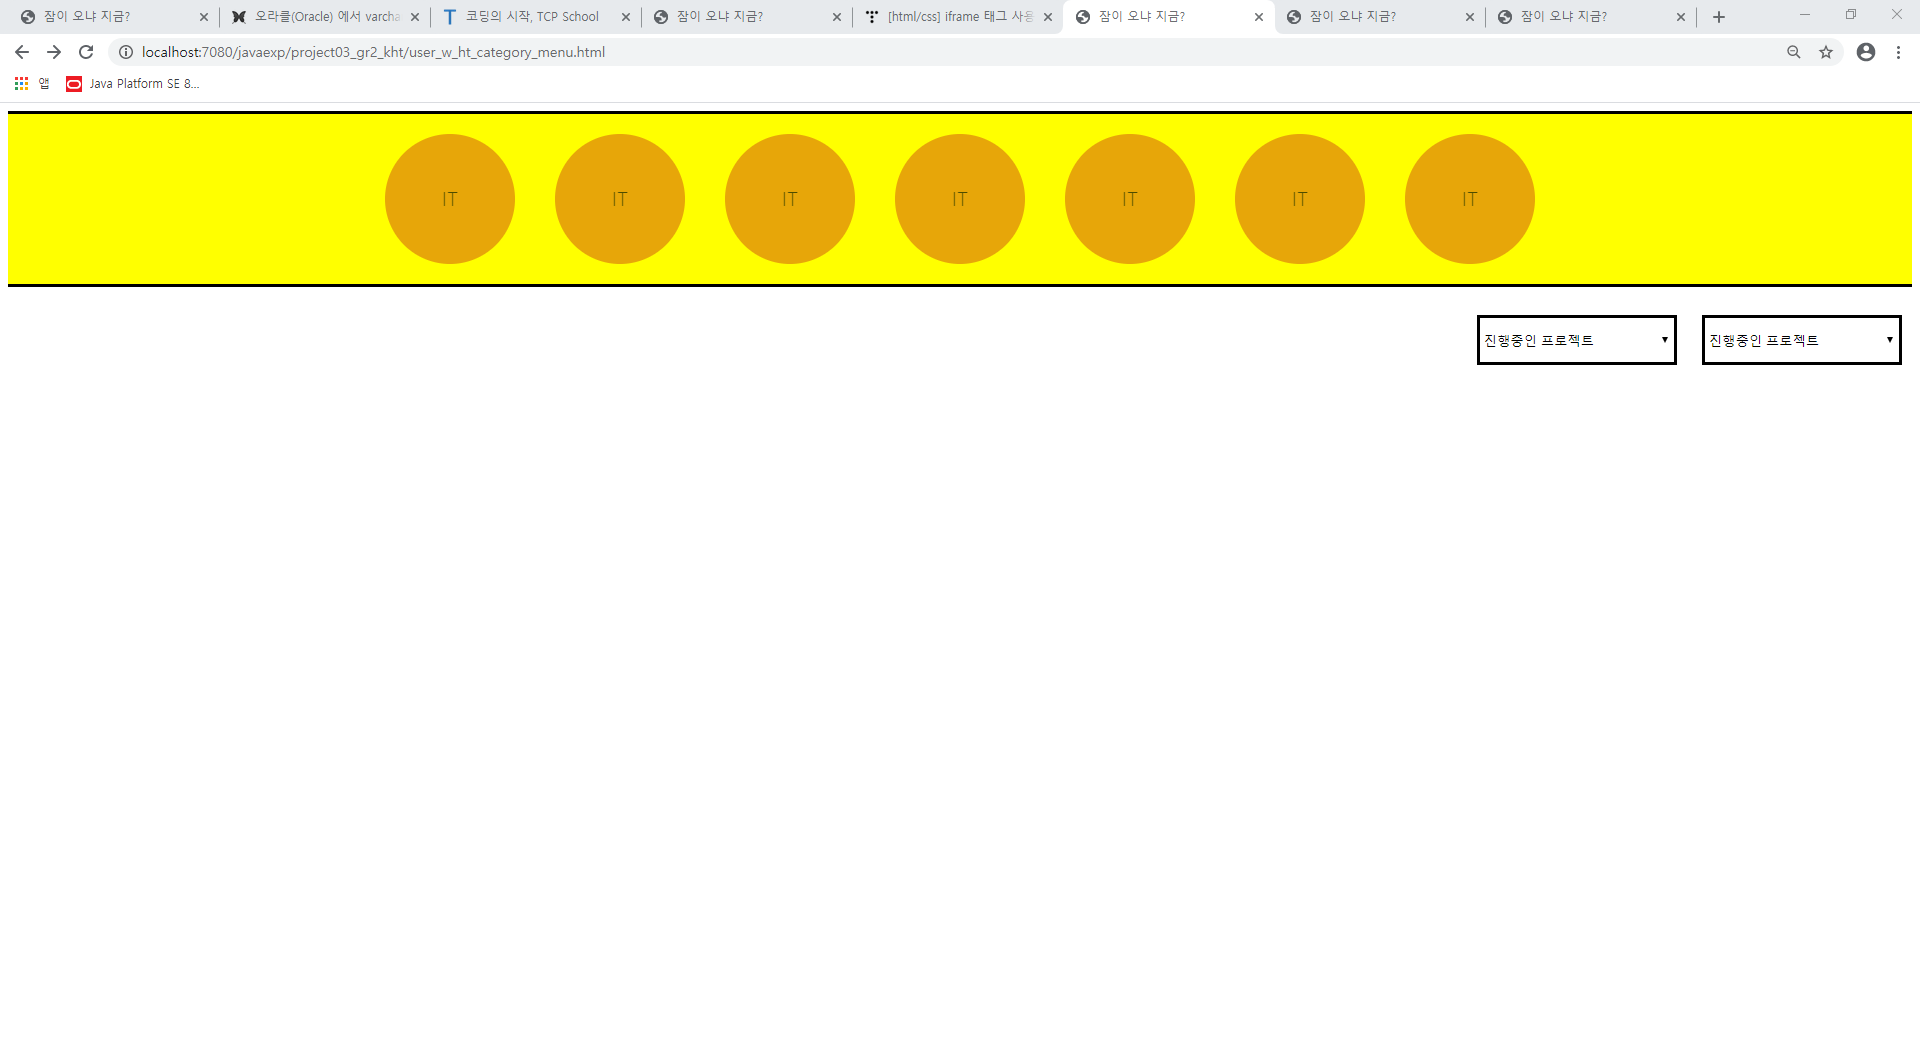 잠이 오냐 지금?
오라클(Oracle) 에서 varcha
코딩의 시작, TCP School
잠이 오냐 지금?
[html/css] iframe 태그 사용
잠이 오냐 지금?
잠이 오냐 지금?
잠이 오냐 지금?
localhost:7080/javaexp/project03_gr2_kht/user_w_ht_category_menu.html
앱
Java Platform SE 8...
IT
IT
IT
IT
IT
IT
IT
진행중인 프로젝트
진행중인 프로젝트